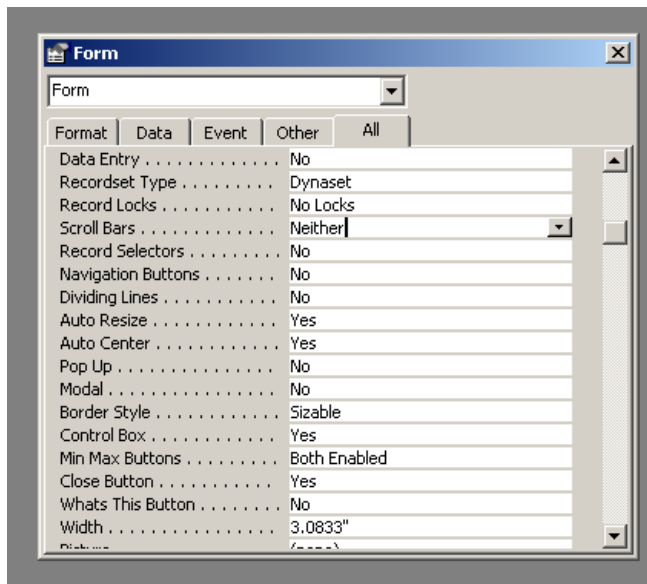 Form
Form
Format Data Event Other All
Data Entry . . . . . . . . . . . . . No
Recordset Type . . . . . . . . . Dynaset
Record Locks . . . . . . . . . . . No Locks
Scroll Bars . . . . . . . . . . . . . Neither
Record Selectors . . . . . . . . . No
Navigation Buttons . . . . . . . No
Dividing Lines . . . . . . . . . . . No
Auto Resize . . . . . . . . . . . . Yes
Auto Center . . . . . . . . . . . . Yes
Pop Up . . . . . . . . . . . . . . . No
Modal . . . . . . . . . . . . . . . . No
Border Style . . . . . . . . . . . . Sizable
Control Box . . . . . . . . . . . . Yes
Min Max Buttons . . . . . . . . . Both Enabled
Close Button . . . . . . . . . . . Yes
Whats This Button . . . . . . . . No
Width . . . . . . . . . . . . . . . . 3.0833"